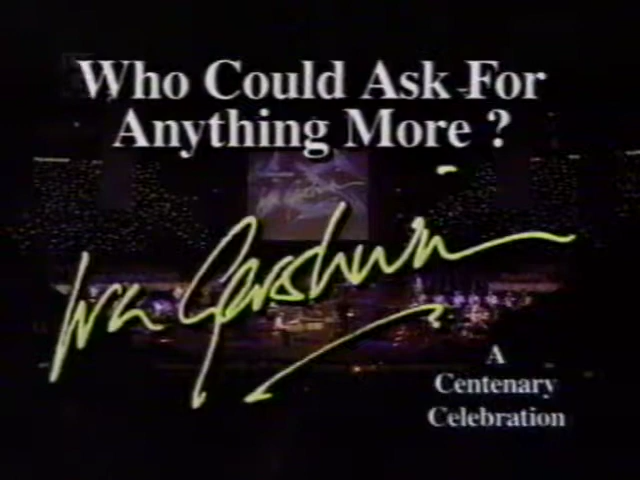 Who Could Ask For
Anything More ?
Ira Gershwin
A
Centenary
Celebration